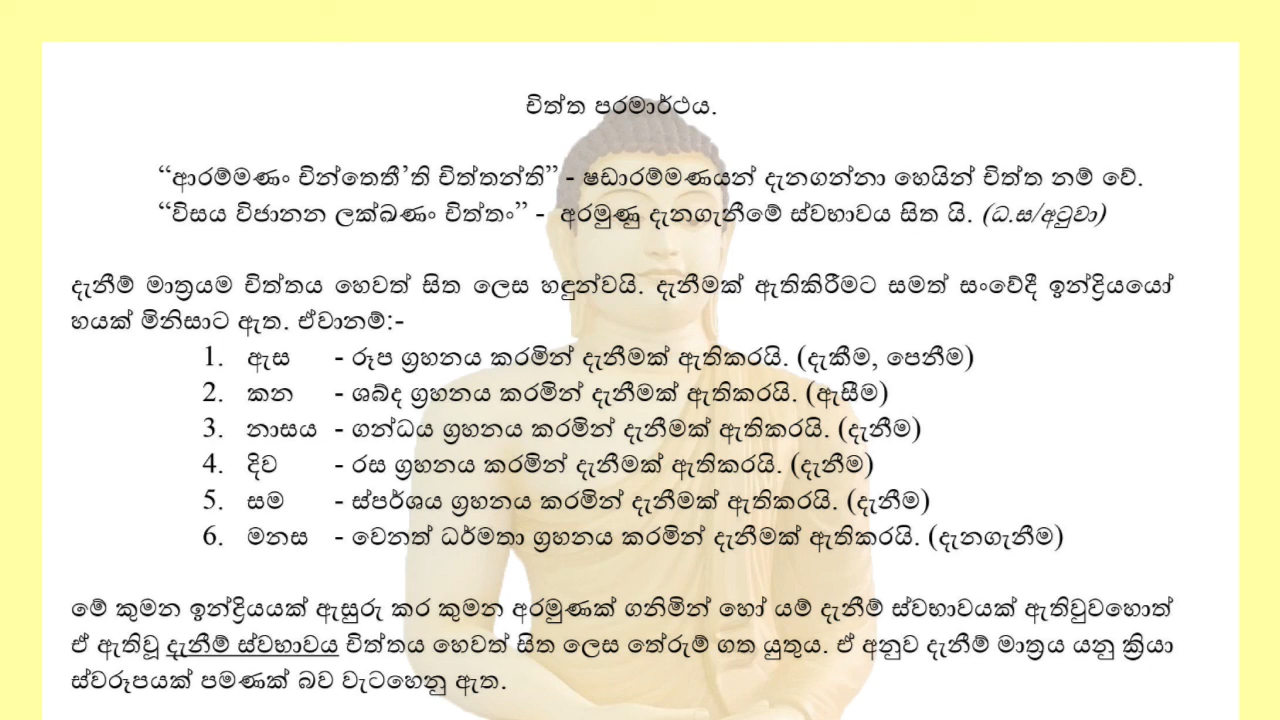 චිත්ත පරමාර්ථය.
“ආරම්මණං චින්තෙතී’ති චිත්තන්ති” - ෂඩාරම්මණයන් දැනගන්නා හෙයින් චිත්ත නම් වේ.
“විසය විජානන ලක්ඛණං චිත්තං” - අරමුණු දැනගැනීමේ ස්වභාවය සිත යි. (ධ.ස/අටුවා)
දැනීම් මාත්‍රයම චිත්තය හෙවත් සිත ලෙස හඳුන්වයි. දැනීමක් ඇතිකිරීමට සමත් සංවේදී ඉන්ද්‍රියයෝ
හයක් මිනිසාට ඇත. ඒවානම්:-
1. ඇස - රූප ග්‍රහනය කරමින් දැනීමක් ඇතිකරයි. (දැකීම, පෙනීම)
2. කන - ශබ්ද ග්‍රහනය කරමින් දැනීමක් ඇතිකරයි. (ඇසීම)
3. නාසය - ගන්ධය ග්‍රහනය කරමින් දැනීමක් ඇතිකරයි. (දැනීම)
4. දිව - රස ග්‍රහනය කරමින් දැනීමක් ඇතිකරයි. (දැනීම)
5. සම - ස්පර්ශය ග්‍රහනය කරමින් දැනීමක් ඇතිකරයි. (දැනීම)
6. මනස - වෙනත් ධර්මතා ග්‍රහනය කරමින් දැනීමක් ඇතිකරයි. (දැනගැනීම)
මේ කුමන ඉන්ද්‍රියයක් ඇසුරු කර කුමන අරමුණක් ගනිමින් හෝ යම් දැනීම් ස්වභාවයක් ඇතිවුවහොත්
ඒ ඇතිවූ දැනීම් ස්වභාවය චිත්තය හෙවත් සිත ලෙස තේරුම් ගත යුතුය. ඒ අනුව දැනීම් මාත්‍රය යනු ක්‍රියා
ස්වරූපයක් පමණක් බව වැටහෙනු ඇත.